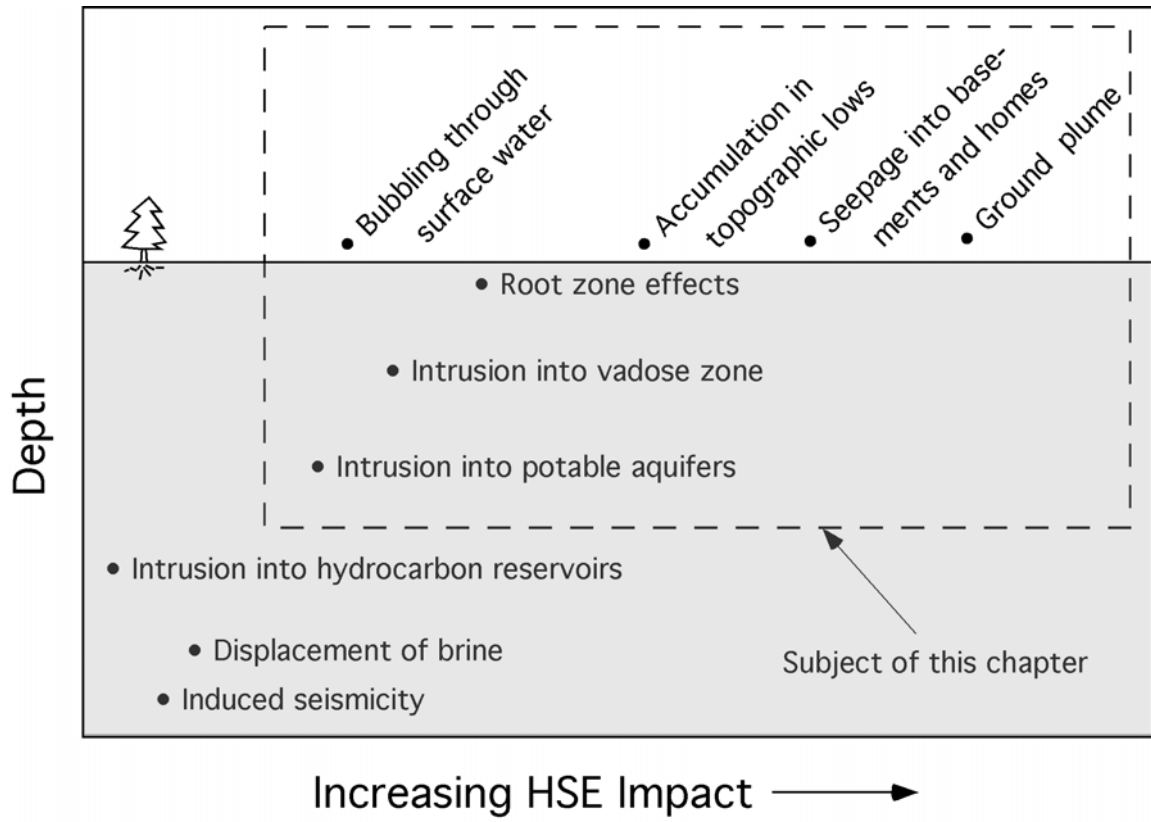 Bubbling through
surface water
Accumulation in
topographic lows
Seepage into base-
ments and homes
Ground plume
Root zone effects
Intrusion into vadose zone
Intrusion into potable aquifers
Intrusion into hydrocarbon reservoirs
Displacement of brine
Induced seismicity
Subject of this chapter
Depth
Increasing HSE Impact